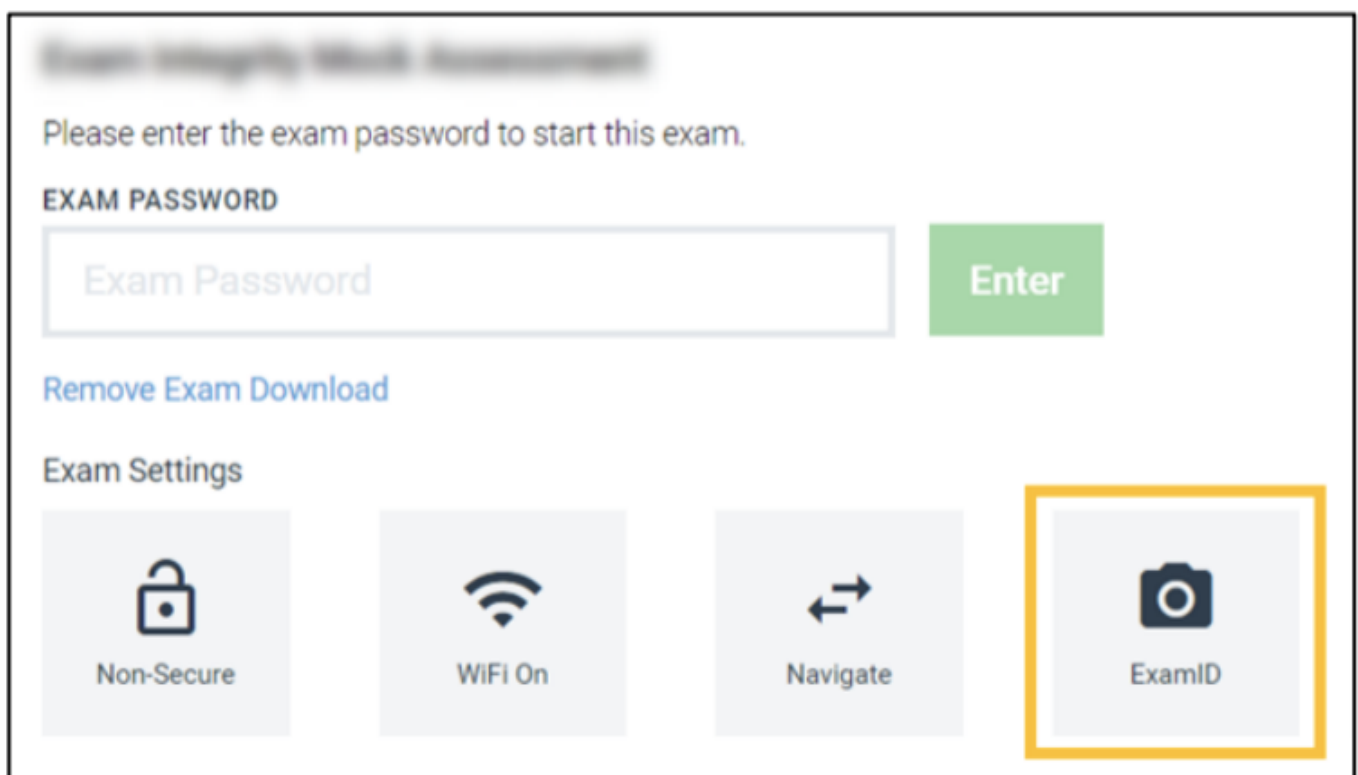 Please enter the exam password to start this exam.
EXAM PASSWORD
Exam Password
Enter
Remove Exam Download
Exam Settings
Non-Secure
WiFi On
Navigate
ExamID